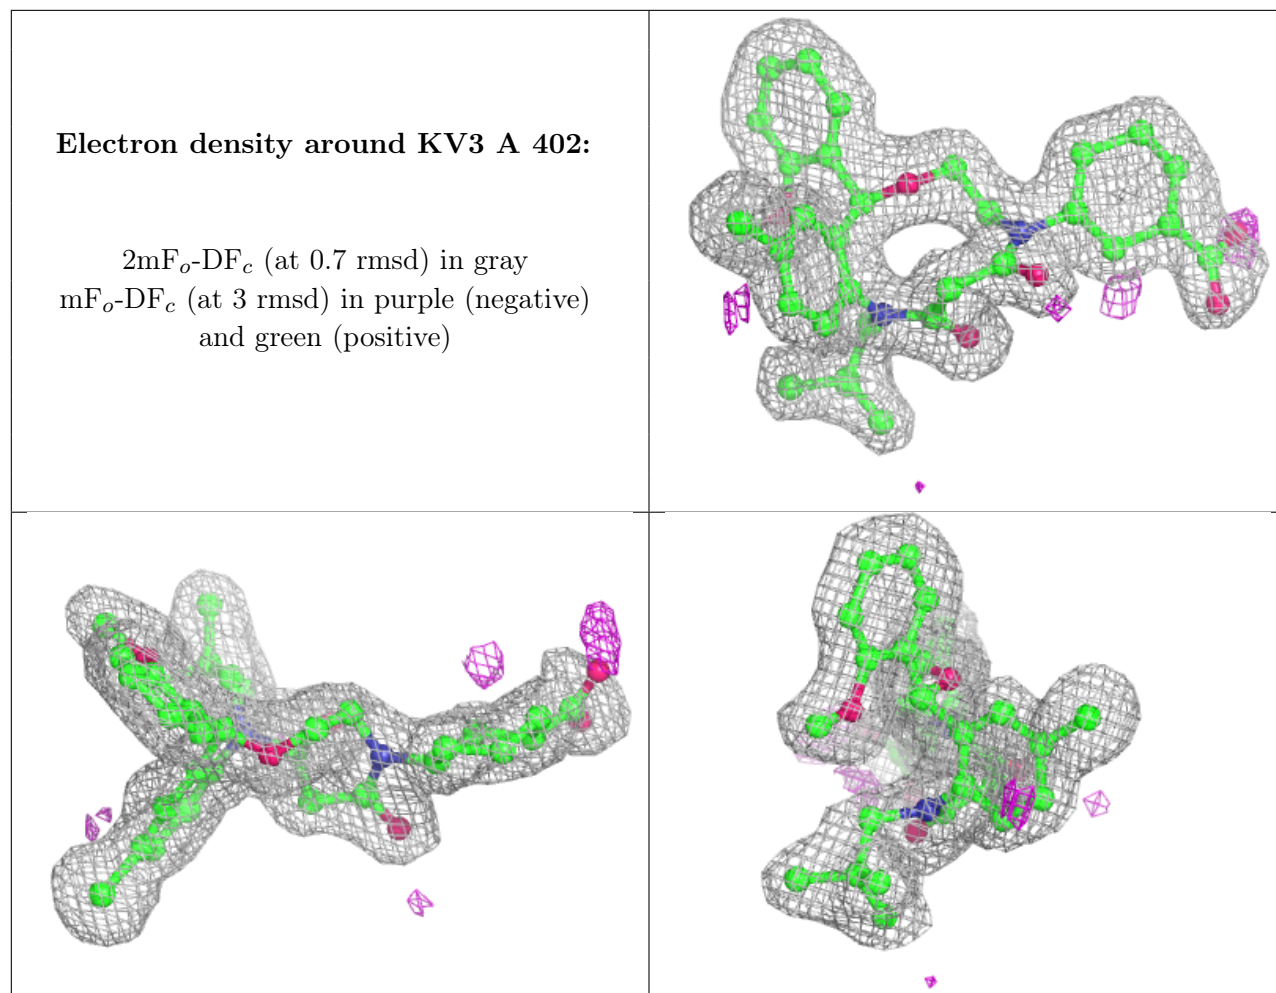 Electron density around KV3 A 402:
2mFo-DFc (at 0.7 rmsd) in gray
mFo-DFc (at 3 rmsd) in purple (negative)
and green (positive)